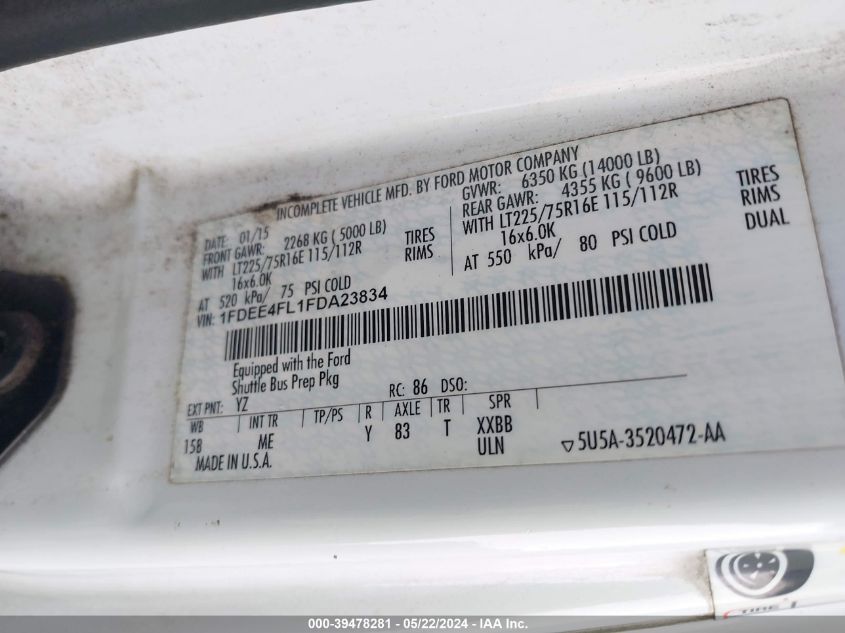 INCOMPLETE VEHICLE MFD. BY FORD MOTOR COMPANY
DATE: 01/15
FRONT GAWR: 2268 KG ( 5000 LB)
WITH LT225/75R16E 115/112R TIRES
16x6.0K RIMS
AT 520 kPa/ 75 PSI COLD
GVWR: 6350 KG (14000 LB)
REAR GAWR: 4355 KG ( 9600 LB)
WITH LT225/75R16E 115/112R TIRES
16x6.0K RIMS
AT 550 kPa/ 80 PSI COLD DUAL
VIN: 1FDEE4FL1FDA23834
Equipped with the Ford
Shuttle Bus Prep Pkg
EXT PNT: YZ RC: 86 DSO:
WB INT TR TP/PS R AXLE TR SPR
158 ME Y 83 T XXBB
ULN
MADE IN U.S.A.
5U5A-3520472-AA
000-39478281 - 05/22/2024 - IAA Inc.